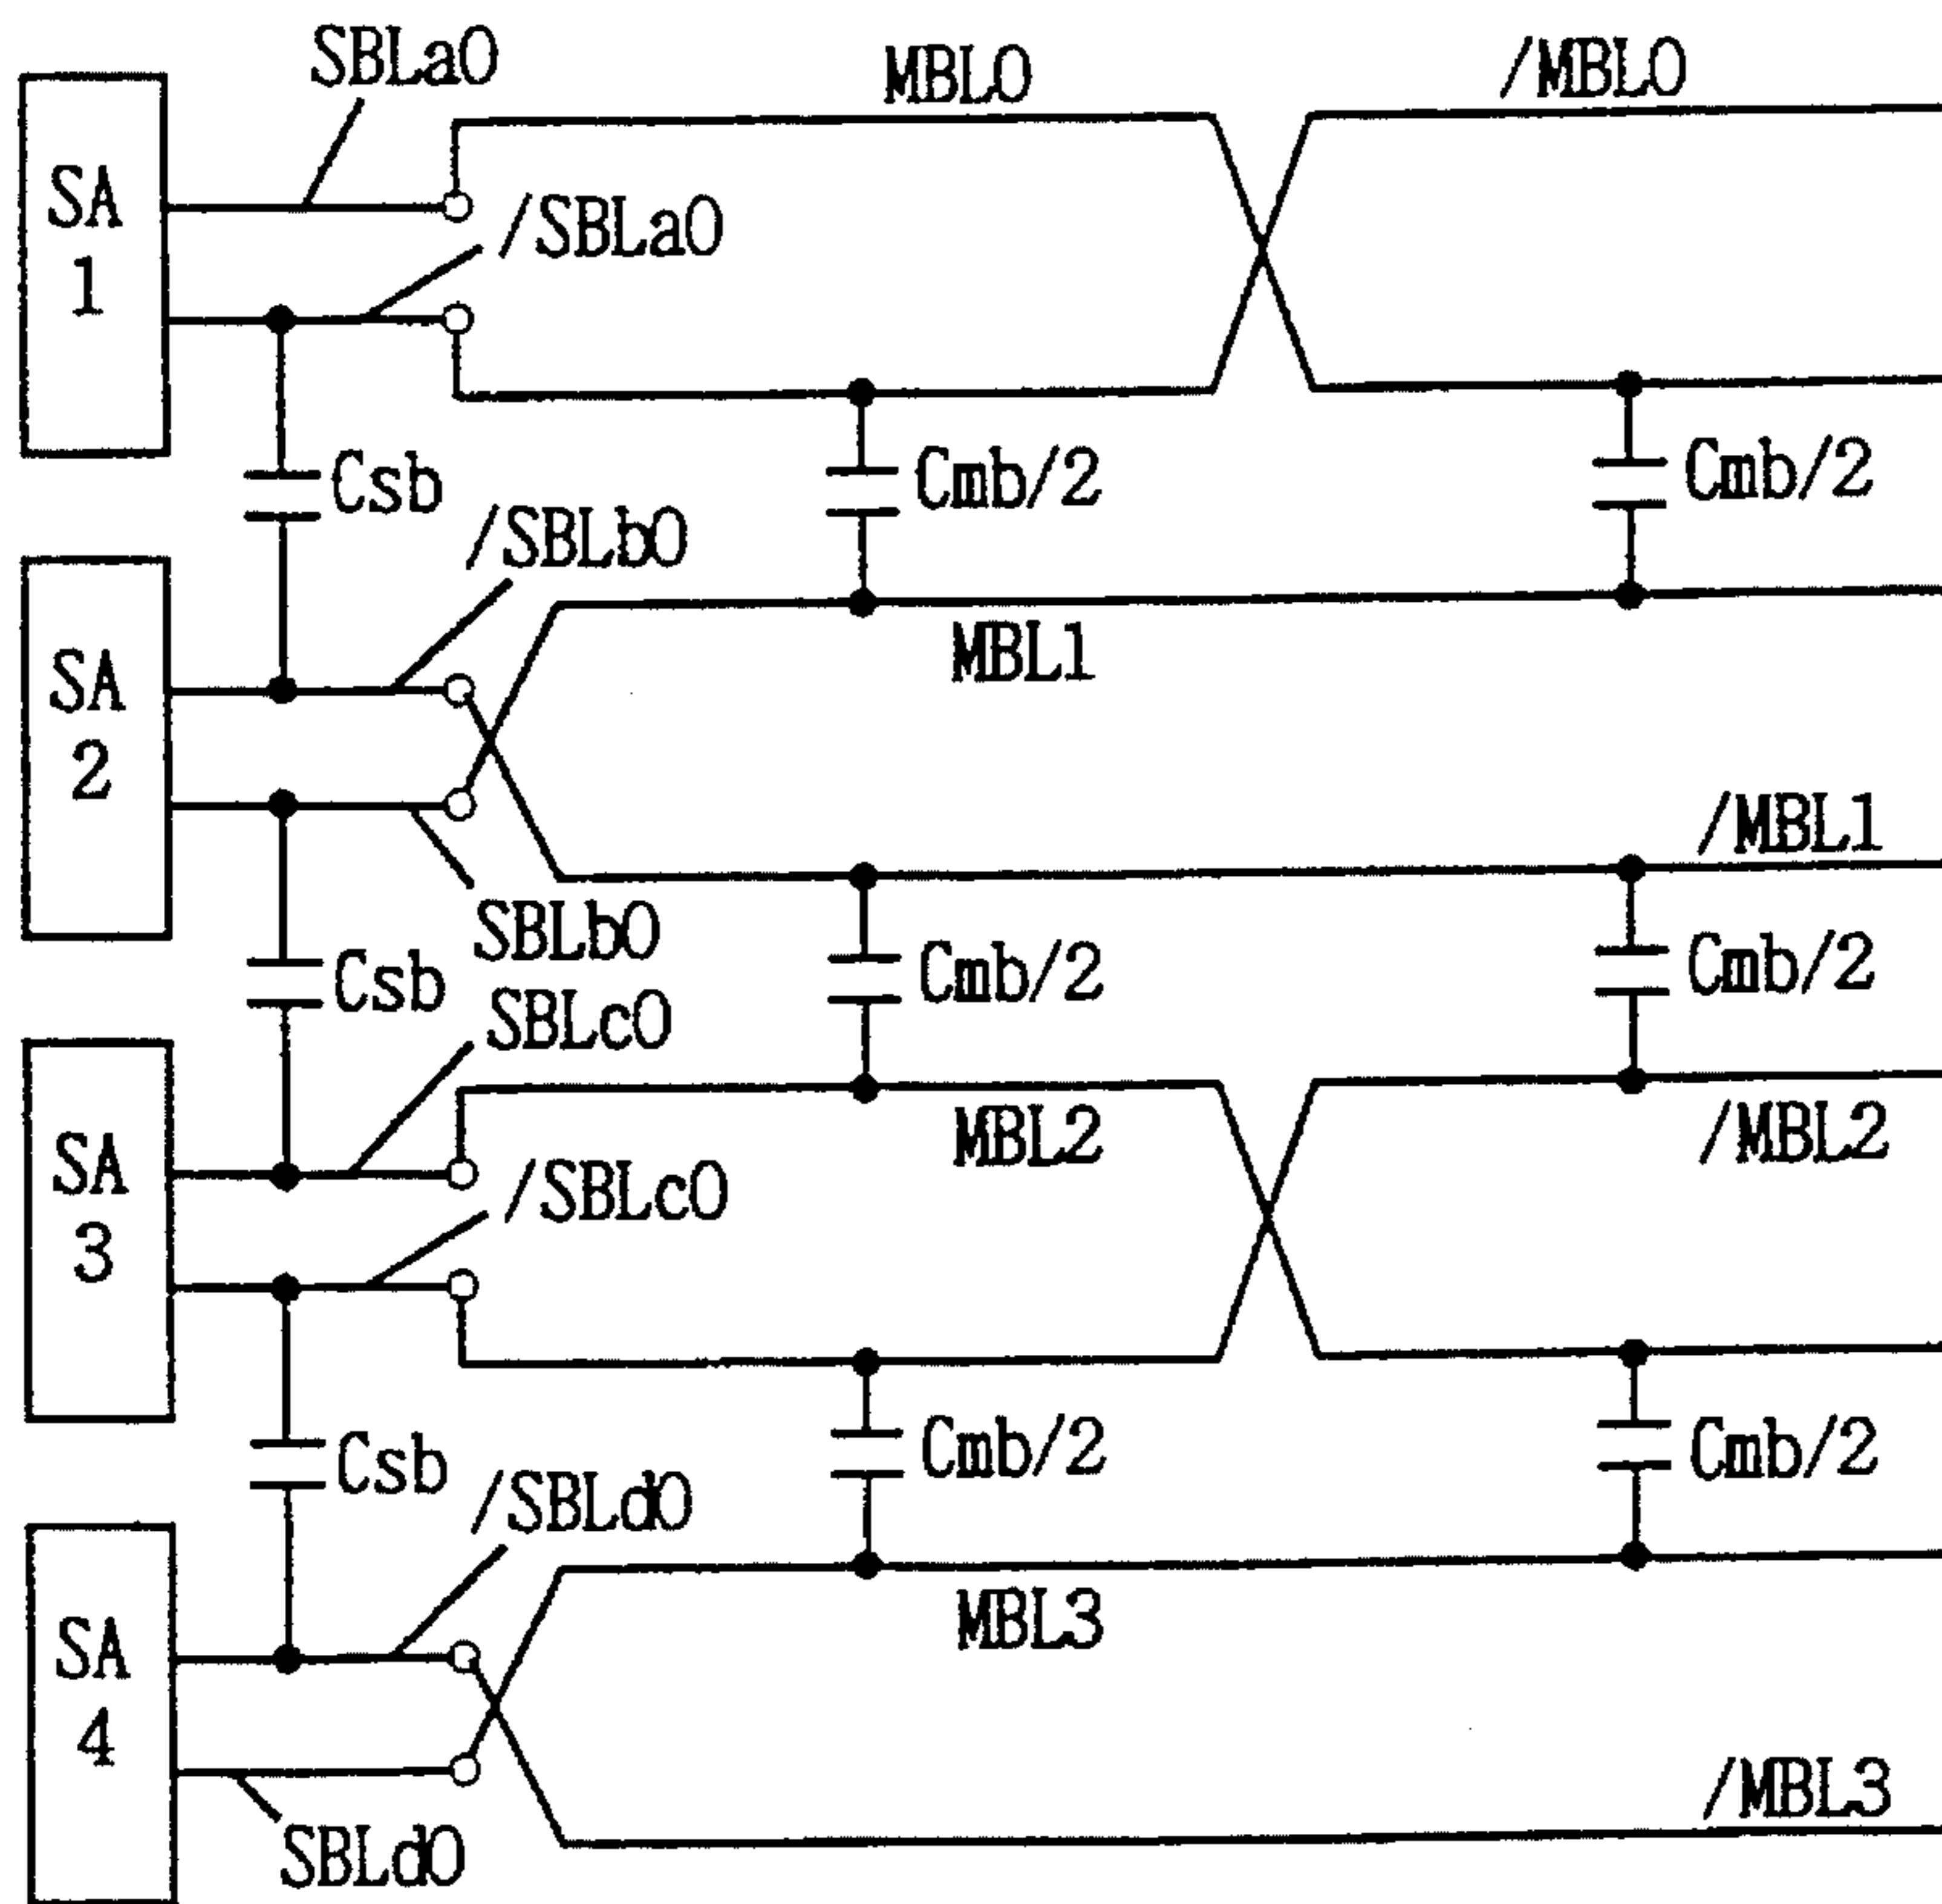 SBLa0
MBL0
/MBL0
SA
1
/SBLa0
Csb
Cmb/2
Cmb/2
/SBLb0
SA
2
MBL1
/MBL1
SBLb0
Csb
Cmb/2
Cmb/2
SBLc0
MBL2
/MBL2
SA
3
/SBLc0
Csb
Cmb/2
Cmb/2
/SBLd0
SA
4
MBL3
/MBL3
SBLd0